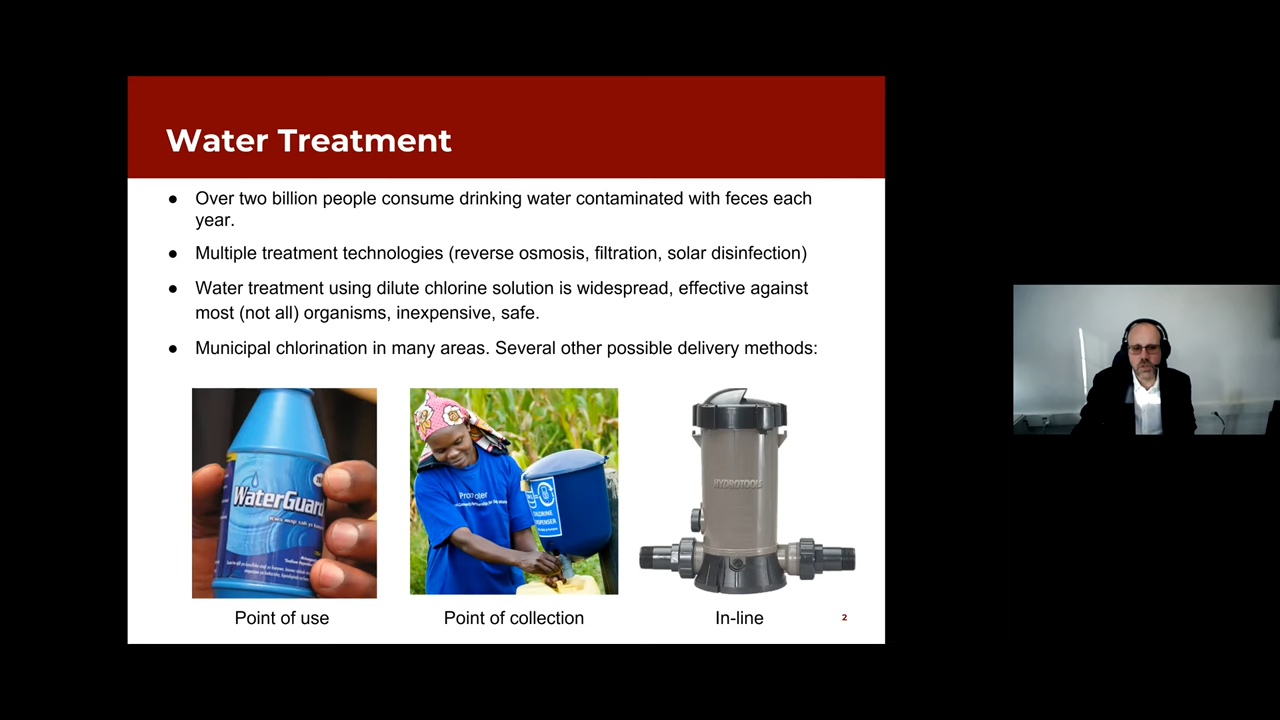 Water Treatment
● Over two billion people consume drinking water contaminated with feces each
year.
● Multiple treatment technologies (reverse osmosis, filtration, solar disinfection)
● Water treatment using dilute chlorine solution is widespread, effective against
most (not all) organisms, inexpensive, safe.
● Municipal chlorination in many areas. Several other possible delivery methods:
WaterGuard
Promoter
CHLORINE
DISPENSER
HYDROTOOLS
Point of use
Point of collection
In-line
2